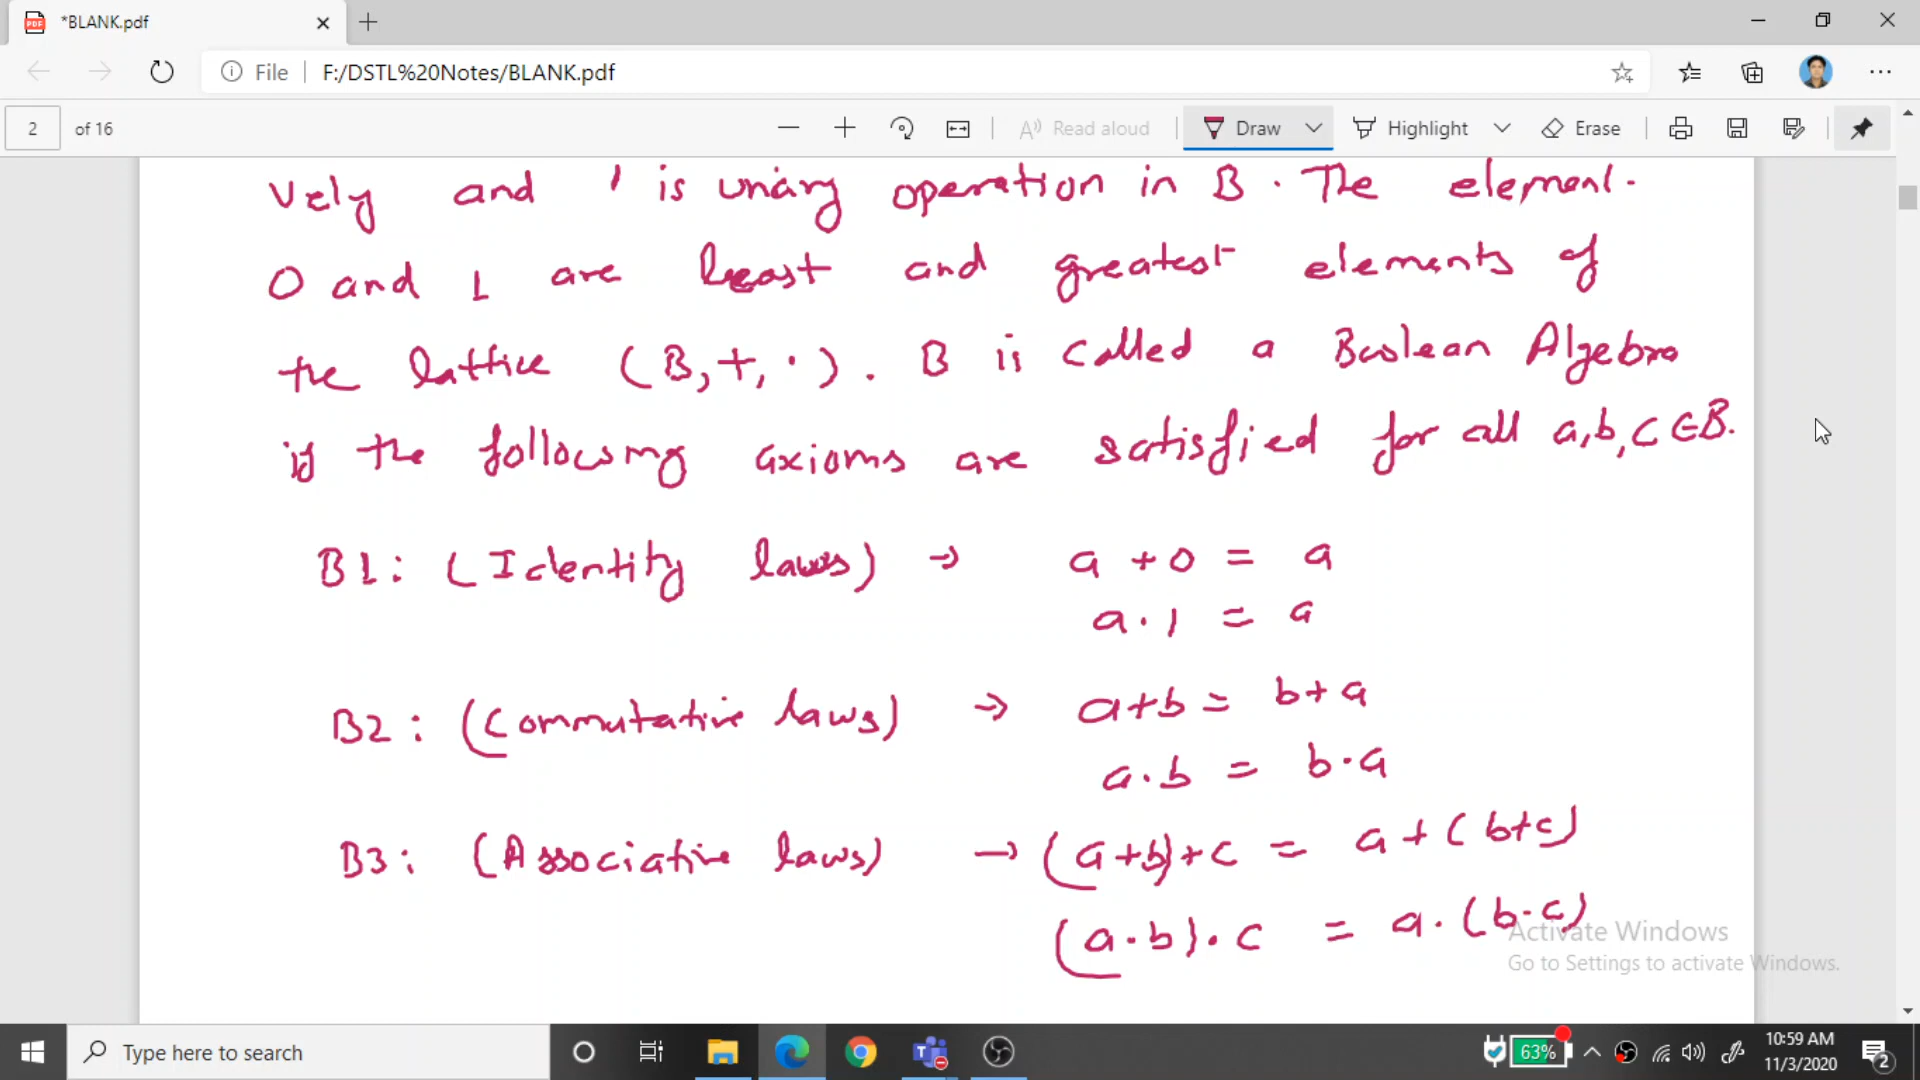 *BLANK.pdf
File F:/DSTL%20Notes/BLANK.pdf
2 of 16 Read aloud Draw Highlight Erase
vely and ' is unary operation in B. The element.
0 and 1 are least and greatest elements of
the lattice (B, +, ·). B is called a Boolean Algebra
if the following axioms are satisfied for all a,b,c ∈ B.
B1: (Identity laws) → a + 0 = a
a · 1 = a
B2: (Commutative laws) → a+b = b+a
a · b = b · a
B3: (Associative laws) → (a+b)+c = a+(b+c)
(a·b)·c = a·(b·c)
Activate Windows
Go to Settings to activate Windows.
Type here to search 63% 10:59 AM
11/3/2020 2